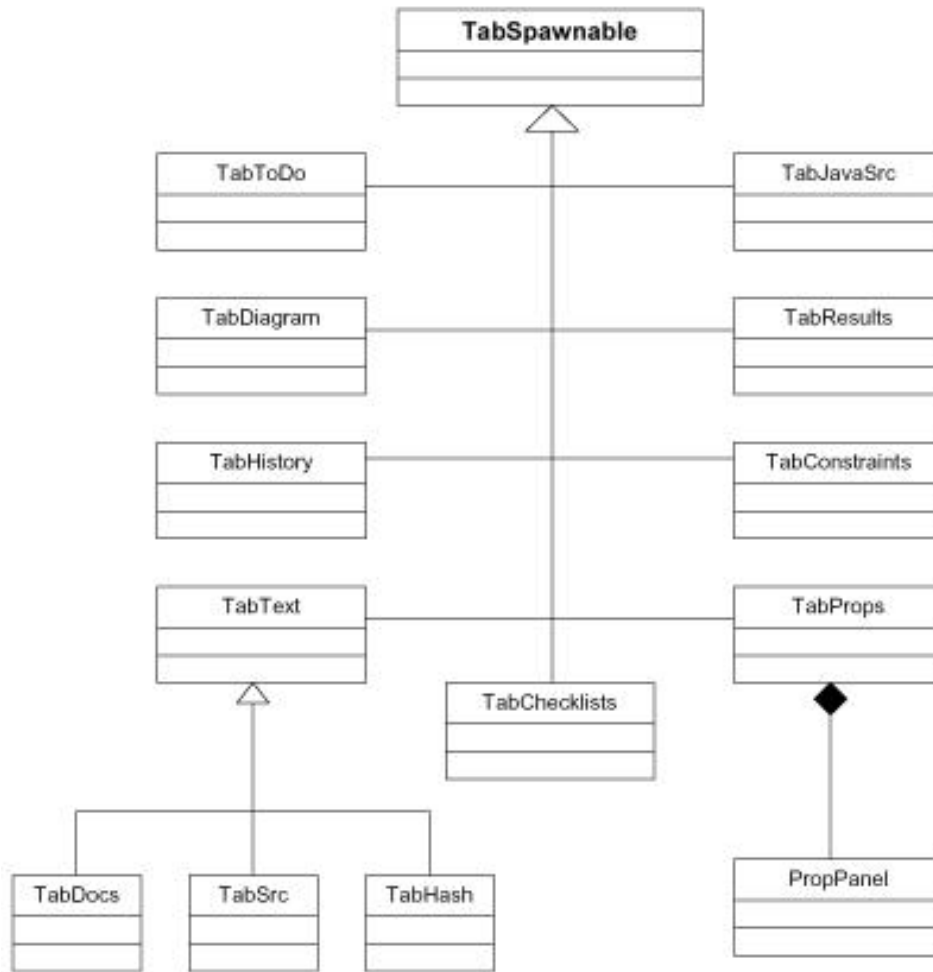 TabSpawnable
TabToDo
TabJavaSrc
TabDiagram
TabResults
TabHistory
TabConstraints
TabText
TabProps
TabChecklists
TabDocs
TabSrc
TabHash
PropPanel